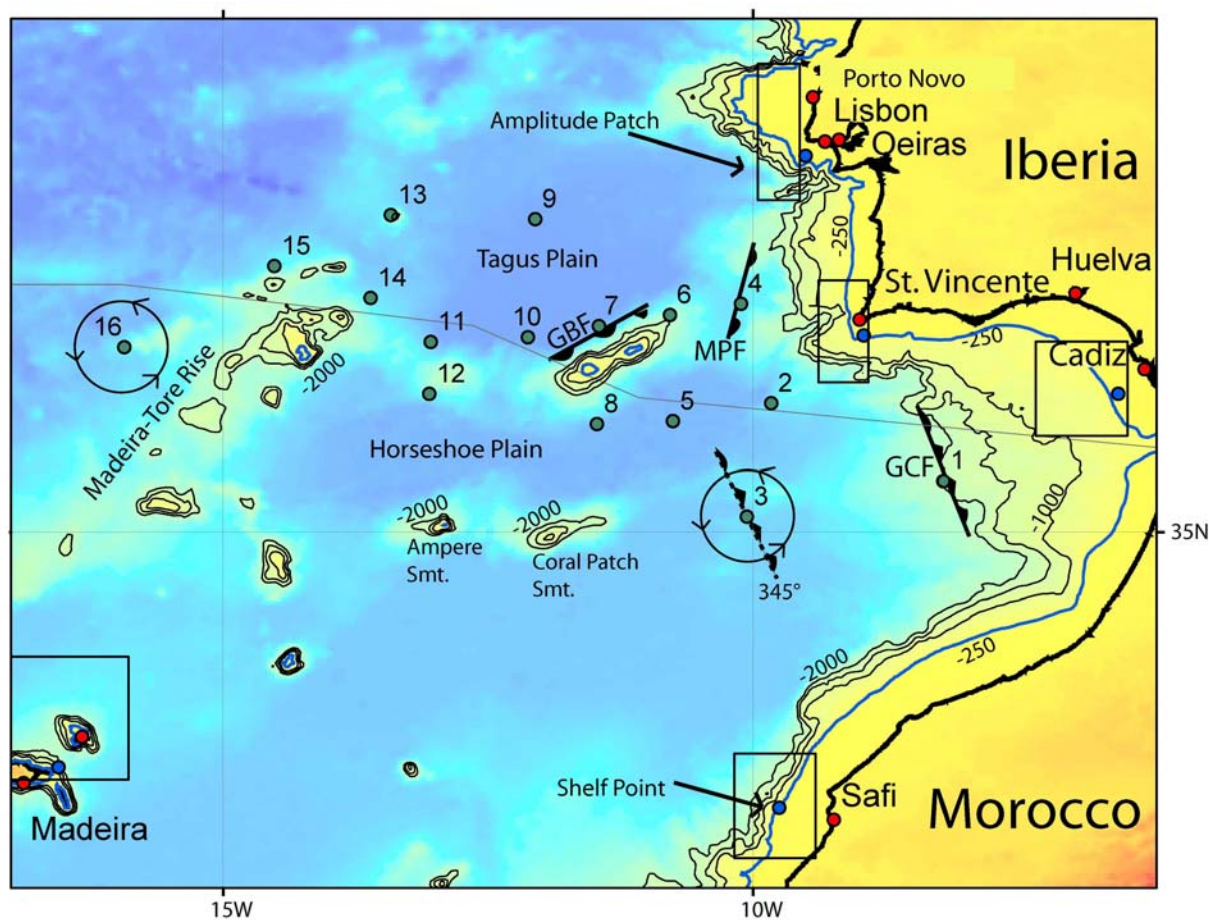 Porto Novo
Lisbon
Amplitude Patch
Oeiras
Iberia
13
9
-250
15
Tagus Plain
Huelva
14
St. Vincente
16
11
10
GBF
7
6
4
MPF
-250
Cadiz
-2000
12
8
5
2
Madeira-Tore Rise
Horseshoe Plain
GCF
1
3
-1000
-2000
-2000
35N
Ampere
Smt.
Coral Patch
Smt.
345°
-2000
-250
Shelf Point
Safi
Madeira
Morocco
15W
10W